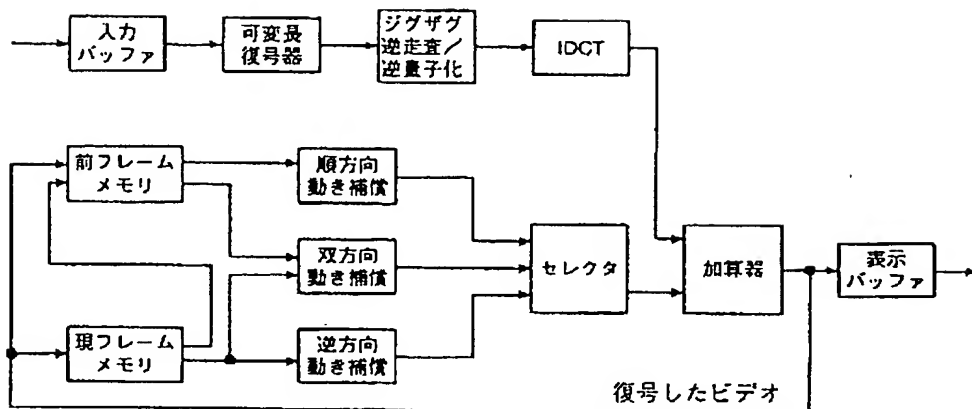 入力
バッファ
可変長
復号器
ジグザグ
逆走査/
逆量子化
IDCT
前フレーム
メモリ
順方向
動き補償
双方向
動き補償
セレクタ
加算器
表示
バッファ
現フレーム
メモリ
逆方向
動き補償
復号したビデオ